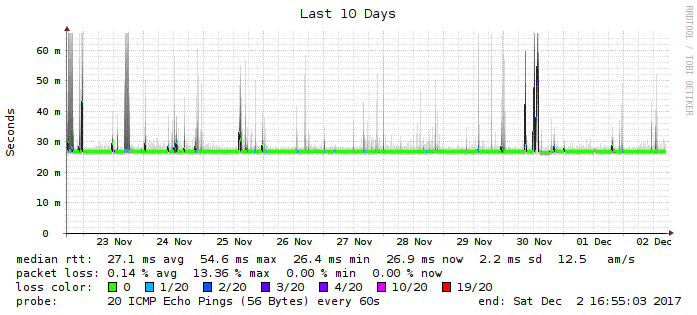 Last 10 Days
RRDTOOL / TOBI OETIKER
Seconds
60 m
50 m
40 m
30 m
20 m
10 m
0
23 Nov 24 Nov 25 Nov 26 Nov 27 Nov 28 Nov 29 Nov 30 Nov 01 Dec 02 Dec
median rtt: 27.1 ms avg 54.6 ms max 26.4 ms min 26.9 ms now 2.2 ms sd 12.5 am/s
packet loss: 0.14 % avg 13.36 % max 0.00 % min 0.00 % now
loss color: 0 1/20 2/20 3/20 4/20 10/20 19/20
probe: 20 ICMP Echo Pings (56 Bytes) every 60s end: Sat Dec 2 16:55:03 2017